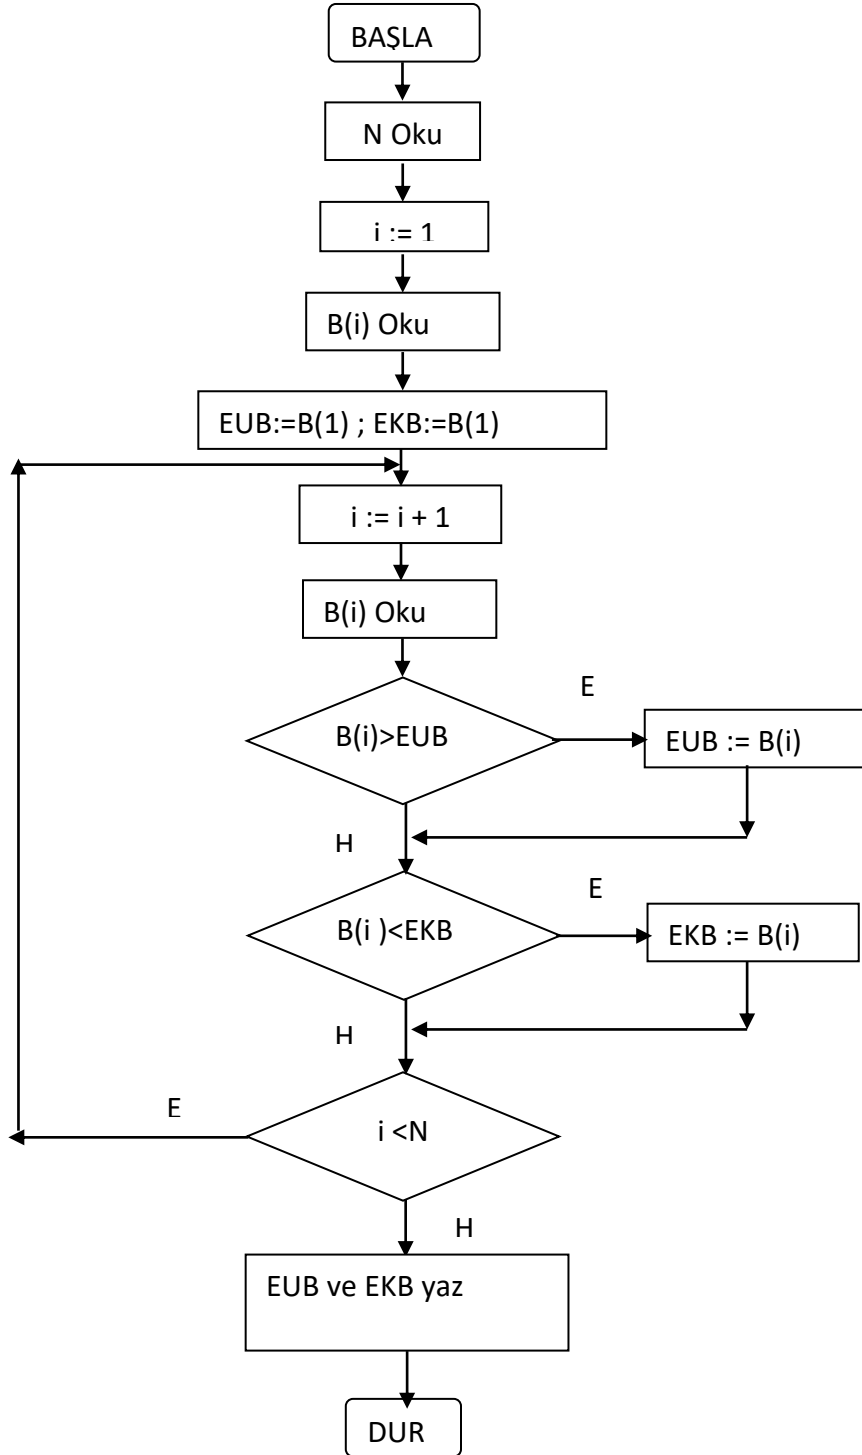 BAŞLA
N Oku
i := 1
B(i) Oku
EUB:=B(1) ; EKB:=B(1)
i := i + 1
B(i) Oku
E
B(i)>EUB
EUB := B(i)
H
E
B(i )<EKB
EKB := B(i)
H
E
i <N
H
EUB ve EKB yaz
DUR